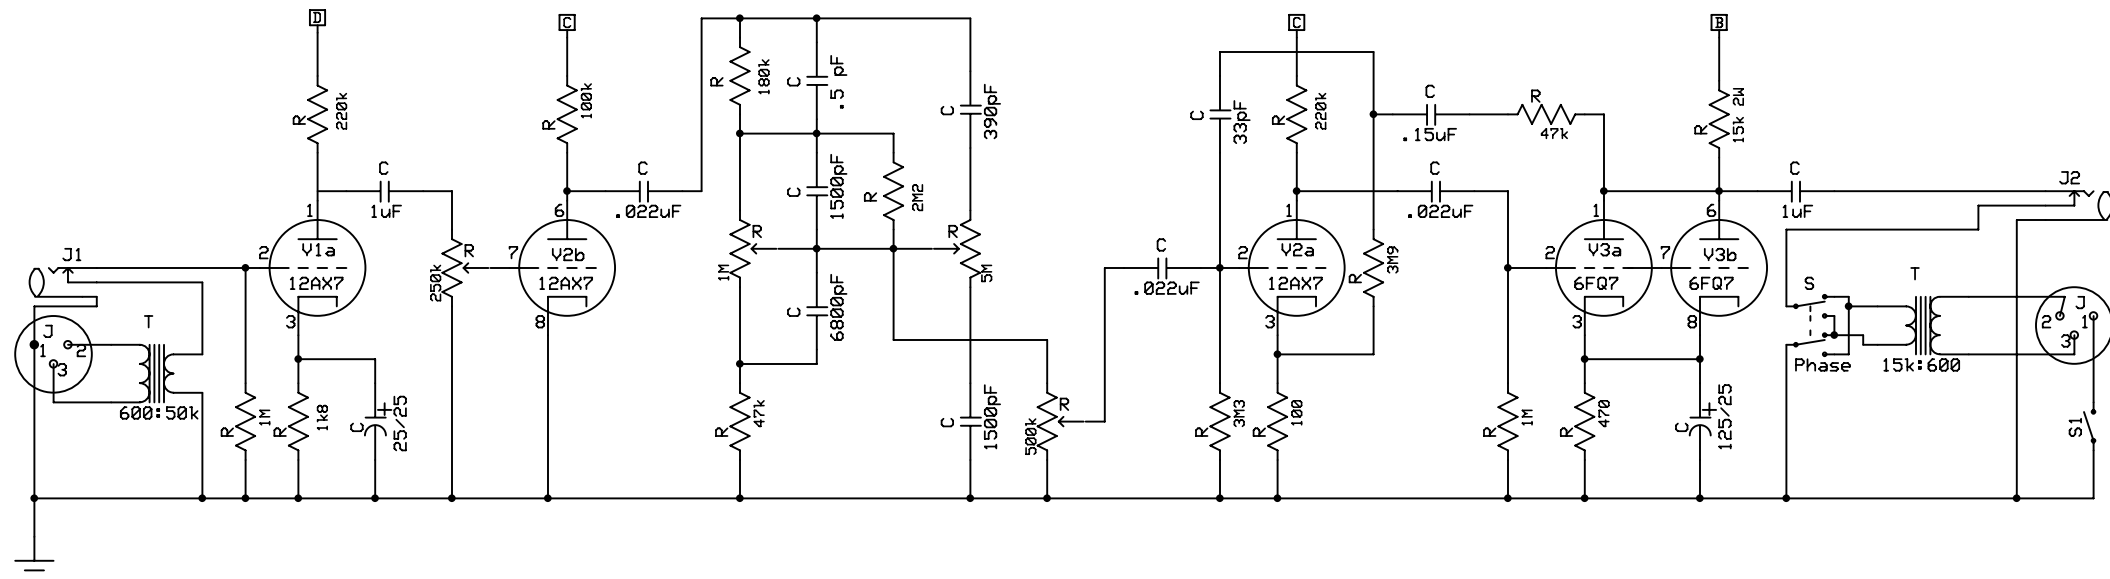 D
C
C
B
R
220k
R
100k
R
180k
C
.5 pF
C
390pF
C
33pF
R
220k
C
.15uF
R
47k
R
15k 2W
C
1uF
C
.022uF
C
1500pF
R
2M2
C
.022uF
C
1uF
J2
J1
2
1
V1a
12AX7
3
R
250k
7
6
V2b
12AX7
8
R
1M
C
6800pF
R
5M
C
.022uF
2
1
V2a
12AX7
3
R
3M9
2
1
V3a
6FQ7
3
7
6
V3b
6FQ7
8
S
Phase
T
15k:600
J
1
2
3
S1
J
1
2
3
T
600:50k
R
1M
R
1k8
C
+
25/25
R
47k
C
1500pF
R
500k
R
3M3
R
100
R
1M
R
470
C
+
125/25